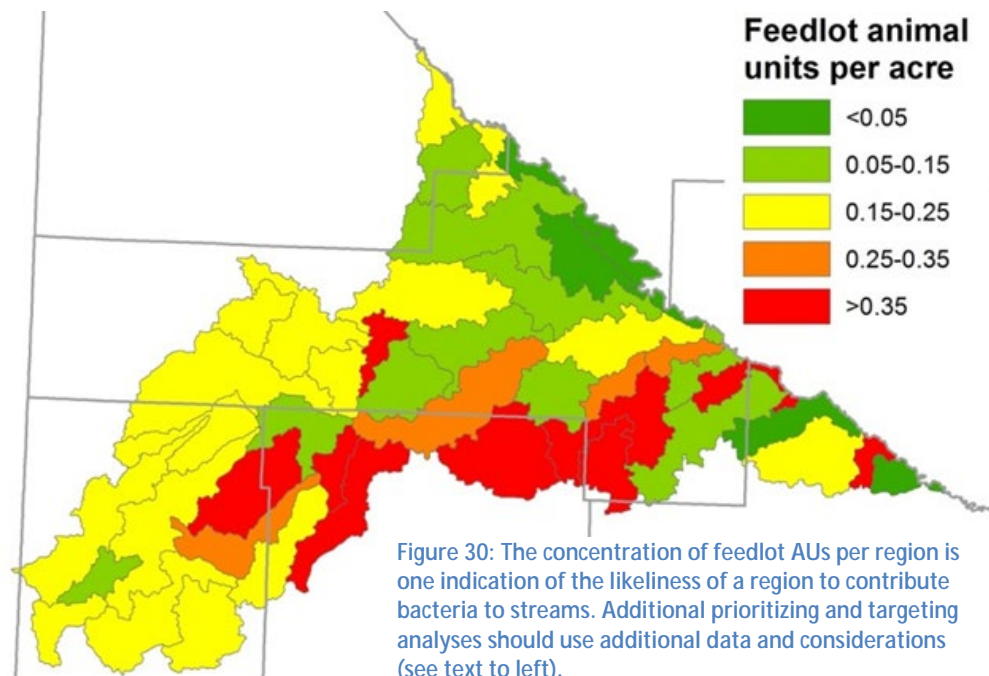 Feedlot animal
units per acre
<0.05
0.05-0.15
0.15-0.25
0.25-0.35
>0.35
Figure 30: The concentration of feedlot AUs per region is
one indication of the likeliness of a region to contribute
bacteria to streams. Additional prioritizing and targeting
analyses should use additional data and considerations
(see text to left).